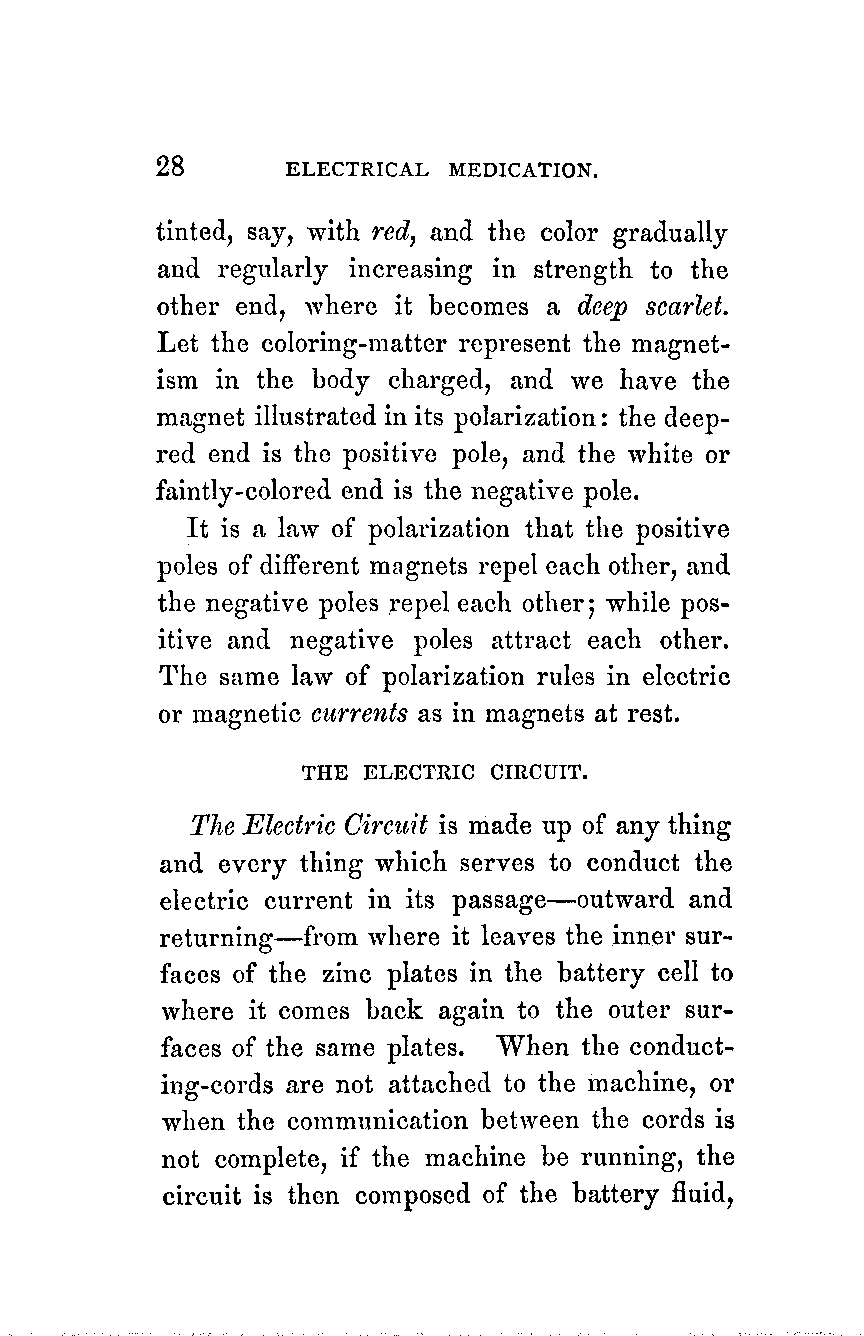 28 ELECTRICAL MEDICATION.
tinted, say, with red, and the color gradually
and regularly increasing in strength to the
other end, where it becomes a deep scarlet.
Let the coloring-matter represent the magnet-
ism in the body charged, and we have the
magnet illustrated in its polarization: the deep-
red end is the positive pole, and the white or
faintly-colored end is the negative pole.
It is a law of polarization that the positive
poles of different magnets repel each other, and
the negative poles repel each other; while pos-
itive and negative poles attract each other.
The same law of polarization rules in electric
or magnetic currents as in magnets at rest.
THE ELECTRIC CIRCUIT.
The Electric Circuit is made up of any thing
and every thing which serves to conduct the
electric current in its passage—outward and
returning—from where it leaves the inner sur-
faces of the zinc plates in the battery cell to
where it comes back again to the outer sur-
faces of the same plates. When the conduct-
ing-cords are not attached to the machine, or
when the communication between the cords is
not complete, if the machine be running, the
circuit is then composed of the battery fluid,